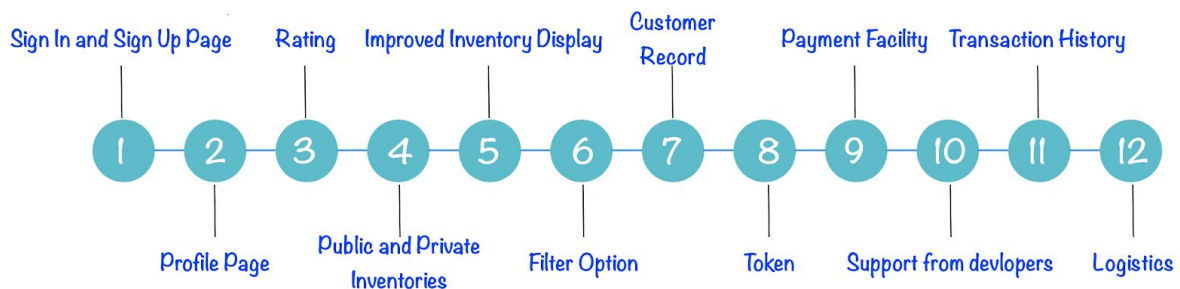 Sign In and Sign Up Page
Rating
Improved Inventory Display
Customer
Record
Payment Facility
Transaction History
1 2 3 4 5 6 7 8 9 10 11 12
Profile Page
Public and Private
Inventories
Filter Option
Token
Support from devlopers
Logistics